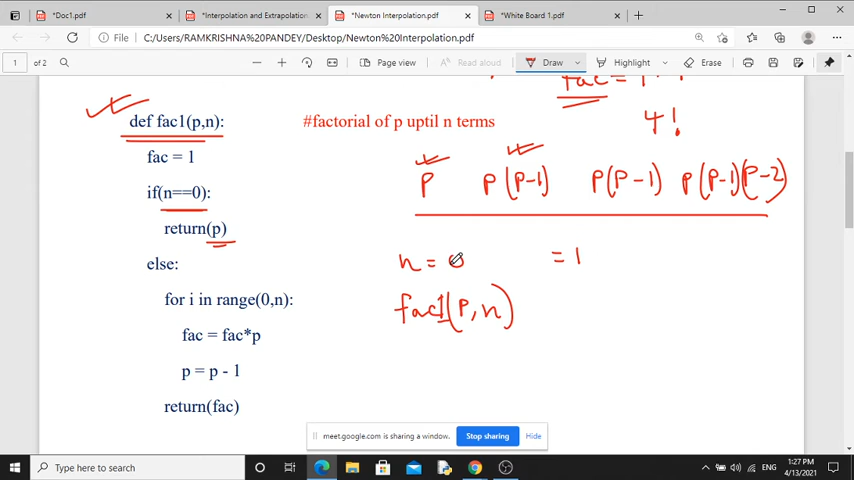 *Doc1.pdf
*Interpolation and Extrapolation
*Newton Interpolation.pdf
*White Board 1.pdf
File
C:/Users/RAMKRISHNA%20PANDEY/Desktop/Newton%20Interpolation.pdf
1 of 2
Page view
Read aloud
Draw
Highlight
Erase
fac = 1
4!
def fac1(p,n): #factorial of p uptil n terms
fac = 1
P P(P-1) P(P-1) P(P-1)(P-2)
if(n==0):
return(p)
n = 0 = 1
else:
for i in range(0,n):
fac1(P,n)
fac = fac*p
p = p - 1
return(fac)
meet.google.com is sharing a window. Stop sharing Hide
Type here to search
ENG
1:27 PM
4/13/2021